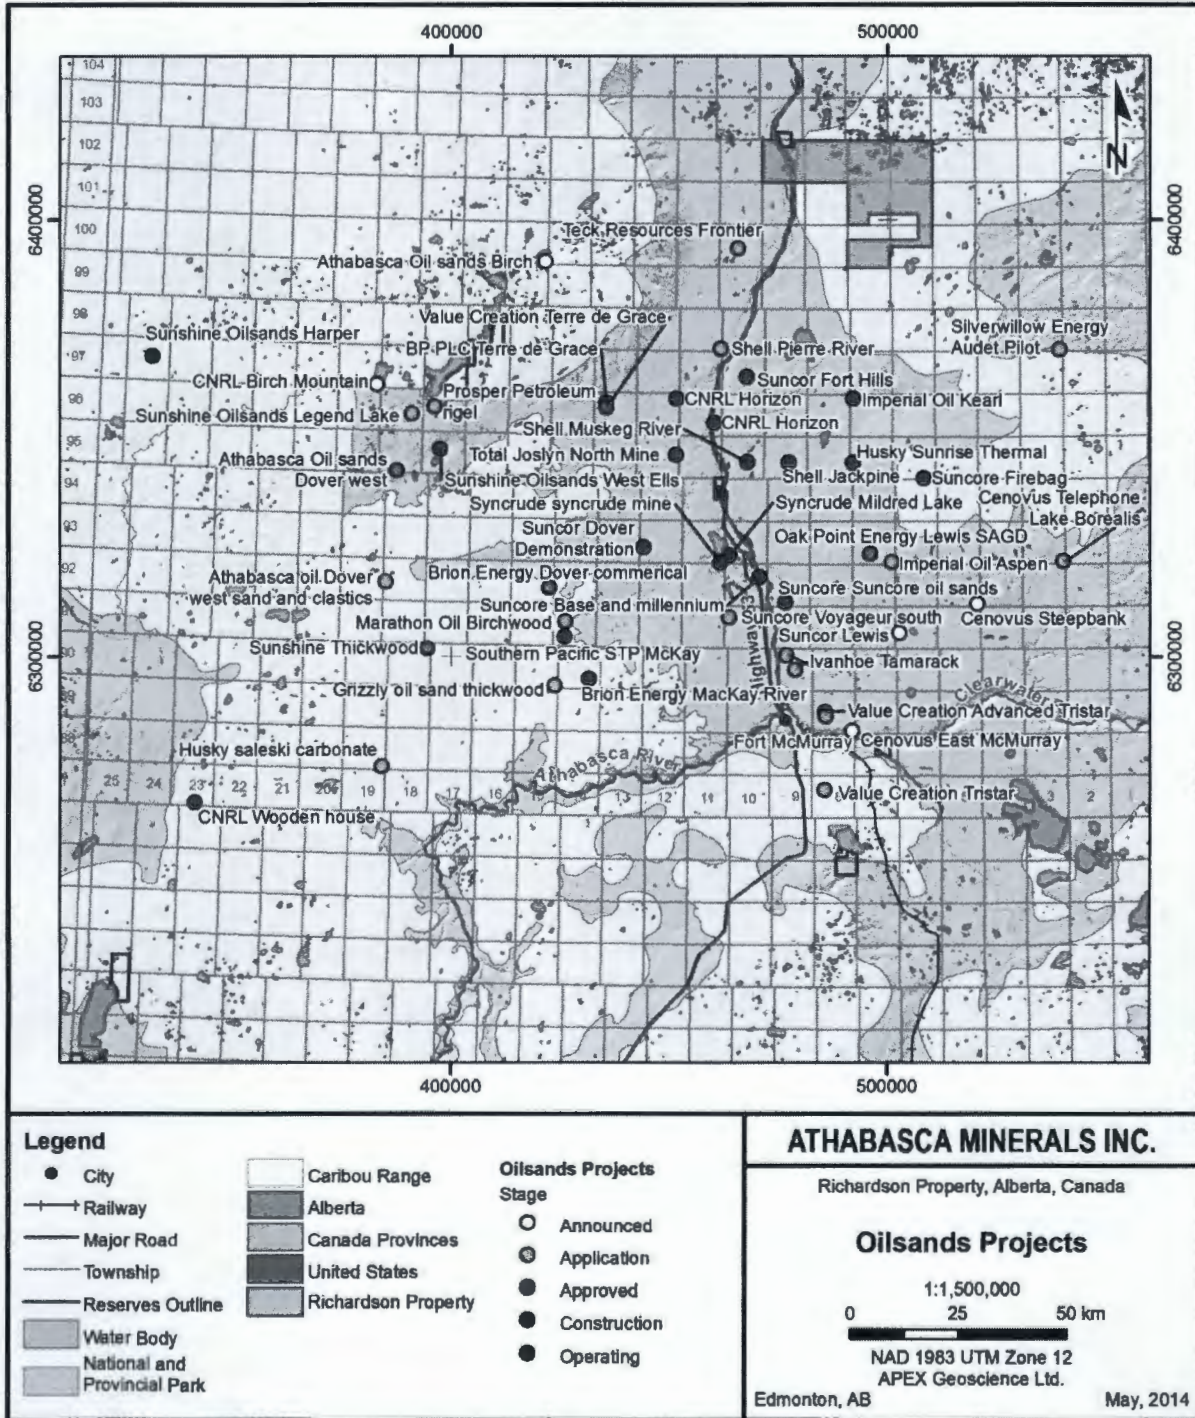 400000
500000
104
103
102
101
100
99
98
97
96
95
94
93
92
90
6400000
6400000
6300000
6300000
N
Teck Resources Frontier
Athabasca Oil sands Birch
Value Creation Terre de Grace
Sunshine Oilsands Harper
BP PLC Terre de Grace
Shell Pierre River
Silverwillow Energy
Audet Pilot
CNRL Birch Mountain
Prosper Petroleum
rigel
Suncor Fort Hills
Sunshine Oilsands Legend Lake
CNRL Horizon
Imperial Oil Kearl
Shell Muskeg River
CNRL Horizon
Athabasca Oil sands
Dover west
Total Joslyn North Mine
Husky Sunrise Thermal
Sunshine Oilsands West Ells
Shell Jackpine
Suncore Firebag
Syncrude syncrude mine
Syncrude Mildred Lake
Cenovus Telephone
Lake Borealis
Suncor Dover
Demonstration
Oak Point Energy Lewis SAGD
Athabasca oil Dover
west sand and clastics
Brion Energy Dover commerical
Imperial Oil Aspen
Suncore Base and millennium
Suncore Suncore oil sands
Marathon Oil Birchwood
Suncore Voyageur south
Cenovus Steepbank
Sunshine Thickwood
Southern Pacific STP McKay
Suncor Lewis
Highway 63
Ivanhoe Tamarack
Grizzly oil sand thickwood
Brion Energy MacKay River
Clearwater
Value Creation Advanced Tristar
Husky saleski carbonate
Athabasca River
Fort McMurray
Cenovus East McMurray
25 24 23 22 21 20 19 18 17 16 13 12 11 10 9 3 2 1
Value Creation Tristar
CNRL Wooden house
400000
500000
Legend
City
Railway
Major Road
Township
Reserves Outline
Water Body
National and
Provincial Park
Caribou Range
Alberta
Canada Provinces
United States
Richardson Property
Oilsands Projects
Stage
Announced
Application
Approved
Construction
Operating
ATHABASCA MINERALS INC.
Richardson Property, Alberta, Canada
Oilsands Projects
1:1,500,000
0 25 50 km
NAD 1983 UTM Zone 12
APEX Geoscience Ltd.
Edmonton, AB
May, 2014